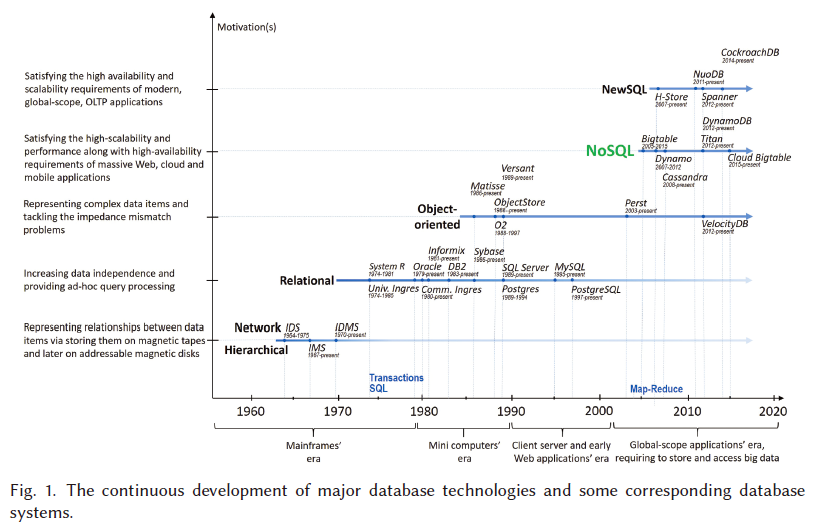 Motivation(s)
CockroachDB
2014-present
Satisfying the high availability and
scalability requirements of modern,
global-scope, OLTP applications
NewSQL
NuoDB
2011-present
H-Store
2007-present
Spanner
2012-present
Satisfying the high-scalability and
performance along with high-availability
requirements of massive Web, cloud and
mobile applications
NoSQL
DynamoDB
2012-present
Bigtable
2005-2015
Titan
2012-present
Dynamo
2007-2012
Cloud Bigtable
2015-present
Cassandra
2008-present
Representing complex data items and
tackling the impedance mismatch
problems
Object-
oriented
Versant
1989-present
Matisse
1986-present
ObjectStore
1988-present
O2
1988-1997
Perst
2003-present
VelocityDB
2012-present
Increasing data independence and
providing ad-hoc query processing
Relational
Informix
1981-present
Sybase
1986-present
System R
1974-1981
Oracle
1979-present
DB2
1983-present
SQL Server
1989-present
MySQL
1995-present
Univ. Ingres
1974-1985
Comm. Ingres
1980-present
Postgres
1989-1994
PostgreSQL
1997-present
Representing relationships between data
items via storing them on magnetic tapes
and later on addressable magnetic disks
Network
Hierarchical
IDS
1964-1975
IDMS
1970-present
IMS
1967-present
Transactions
SQL
Map-Reduce
1960 1970 1980 1990 2000 2010 2020
Mainframes'
era
Mini computers'
era
Client server and early
Web applications' era
Global-scope applications' era,
requiring to store and access big data
Fig. 1. The continuous development of major database technologies and some corresponding database
systems.